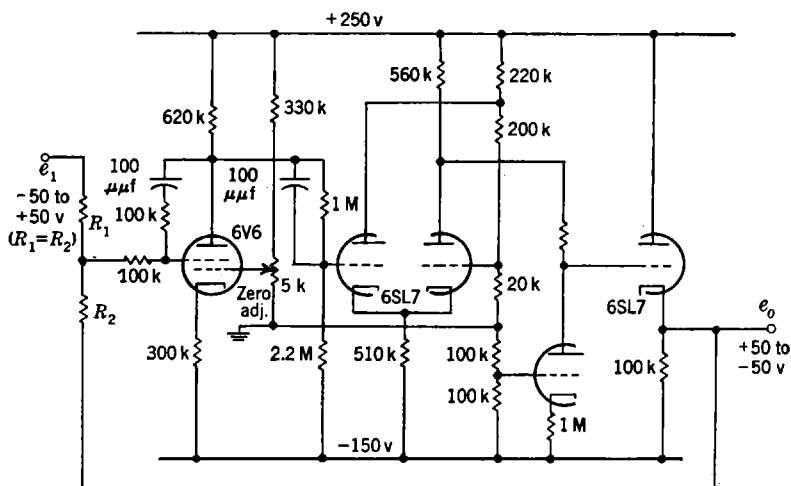 +250 v
560 k
220 k
620 k
330 k
200 k
e₁
-50 to
+50 v
(R₁=R₂)
R₁
100
μμf
100 k
100
μμf
1 M
6V6
100 k
Zero
adj.
5 k
6SL7
20 k
6SL7
eₒ
+50 to
-50 v
R₂
300 k
2.2 M
510 k
100 k
100 k
1 M
100 k
-150 v